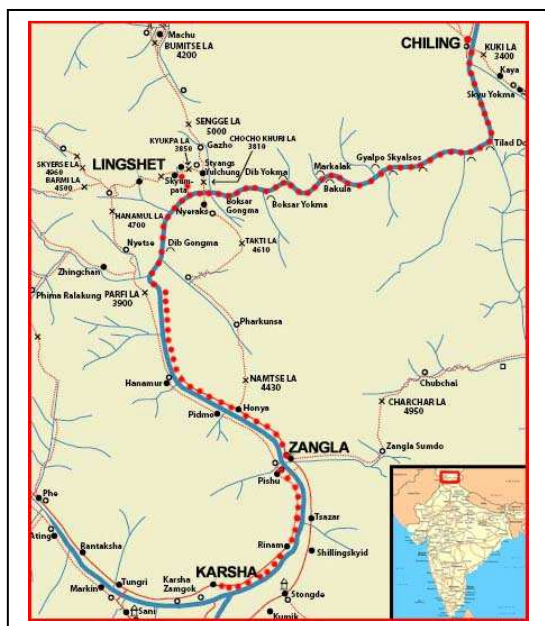 Machu
BUMITSE LA
4200
CHILING
KUKI LA
3400
Kaya
Skyu Yokma
SENGGE LA
5000
Gazho
CHOCHO KHURI LA
3810
KYUKPA LA
3850
Styangs
Yulchung
Dib Yokma
Markalak
Gyalpo Skyalsos
Tilad Do
SKYERSE LA
4960
BARMI LA
4500
LINGSHET
Skyum-
pata
Bakula
Boksar
Gongma
Boksar Yokma
Nyeraks
HANAMUL LA
4700
Nyetse
Dib Gongma
TAKTI LA
4610
Zhingchan
Phima Ralakung
PARFI LA
3900
Pharkunsa
NAMTSE LA
4430
Hanamur
Pidmo
Honya
Chubchai
CHARCHAR LA
4950
ZANGLA
Zangla Sumdo
Pishu
Phe
Ating
Rantaksha
Tsazar
Rinam
Shillingskyid
KARSHA
Karsha
Zamgok
Tungri
Markin
Sani
Stongde
Kumik